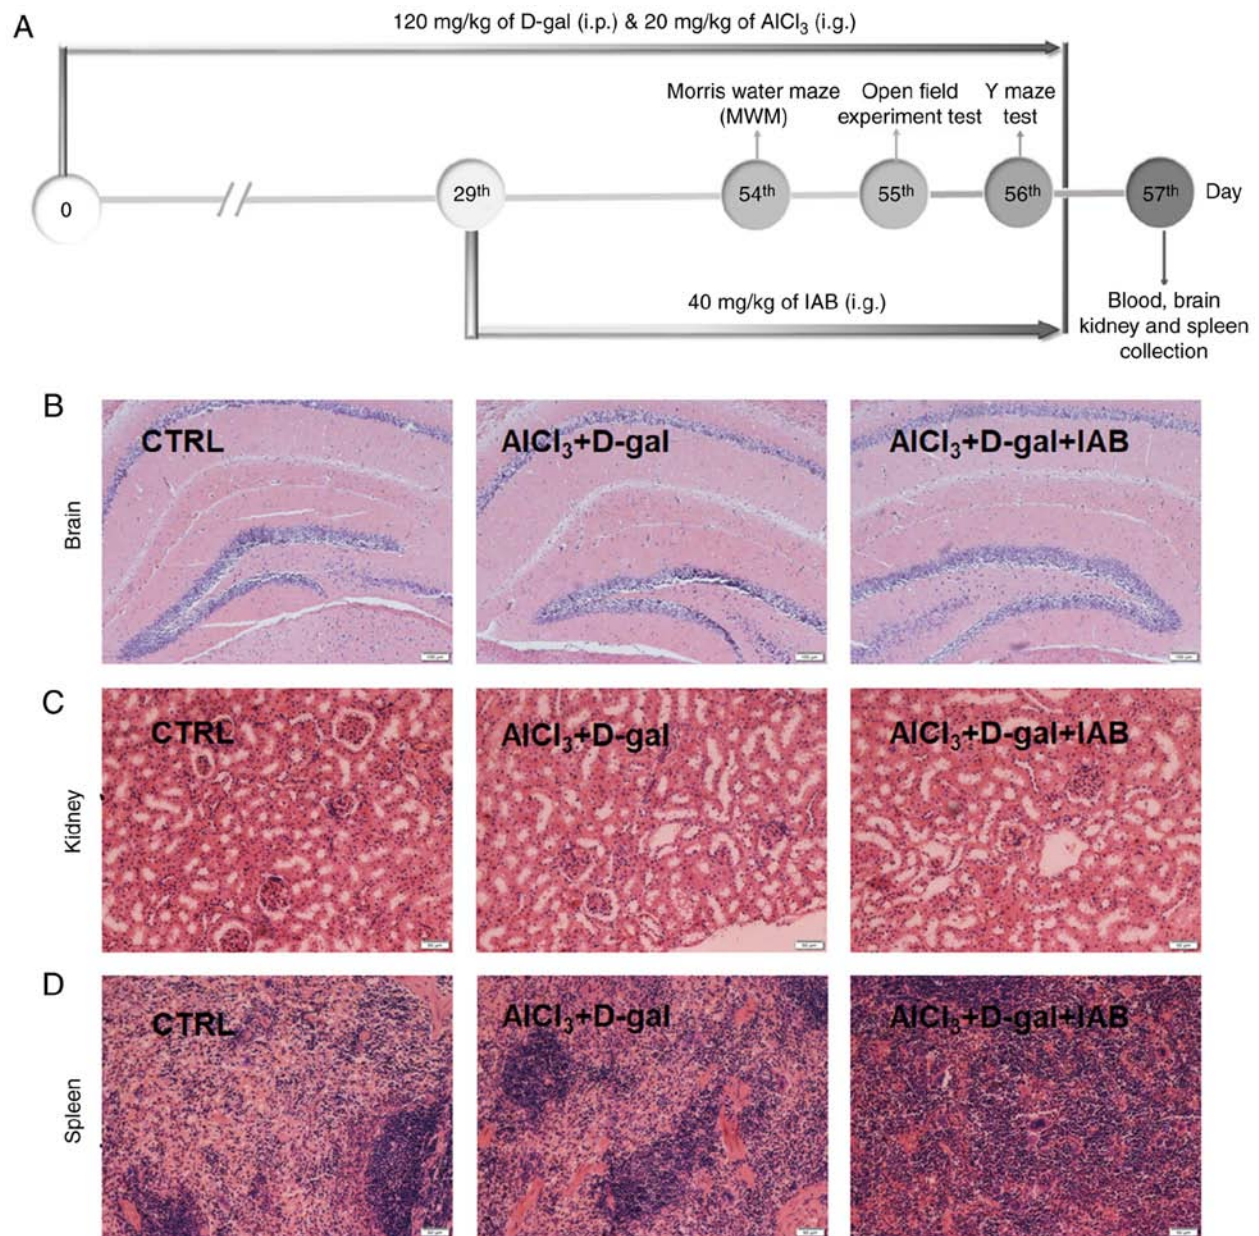 A
120 mg/kg of D-gal (i.p.) & 20 mg/kg of AlCl₃ (i.g.)
Morris water maze
(MWM)
Open field
experiment test
Y maze
test
0
29th
54th
55th
56th
57th
Day
40 mg/kg of IAB (i.g.)
Blood, brain
kidney and spleen
collection
B
Brain
CTRL
AlCl₃+D-gal
AlCl₃+D-gal+IAB
C
Kidney
CTRL
AlCl₃+D-gal
AlCl₃+D-gal+IAB
D
Spleen
CTRL
AlCl₃+D-gal
AlCl₃+D-gal+IAB